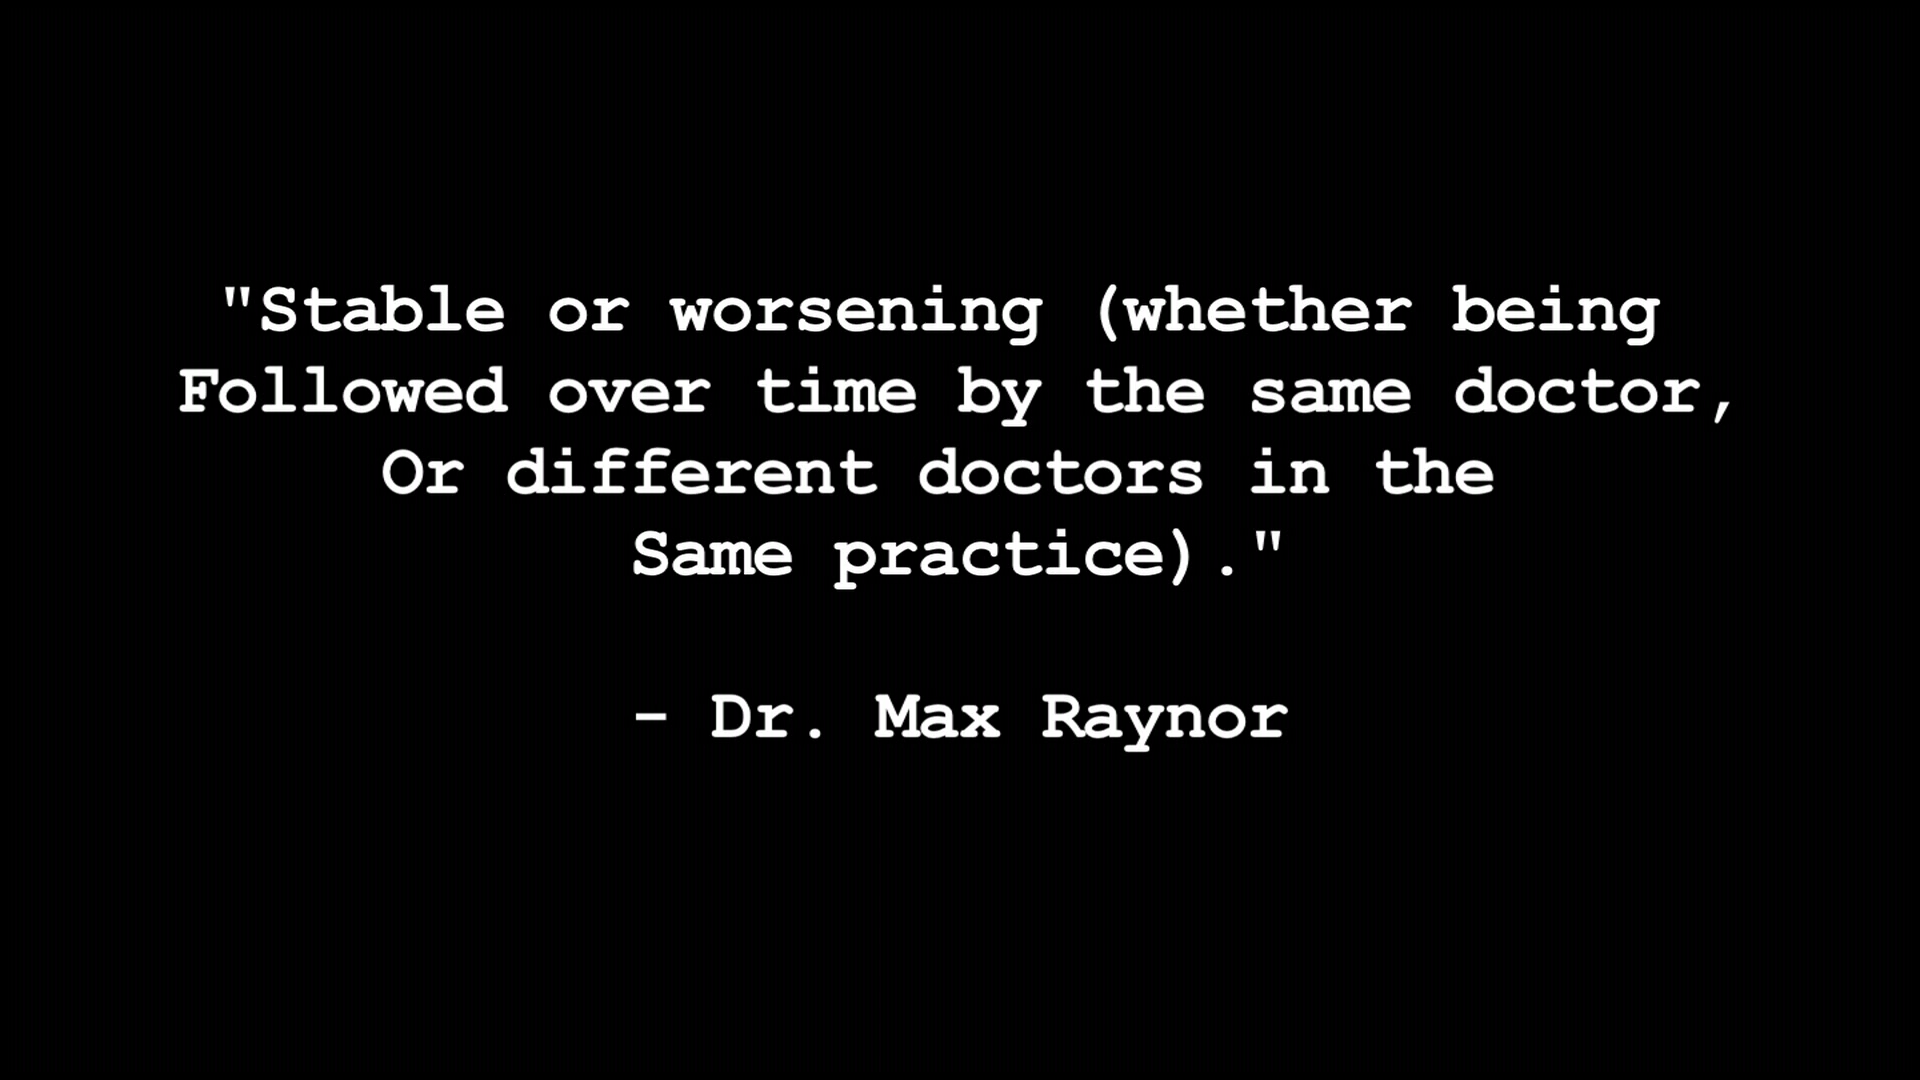 "Stable or worsening (whether being
Followed over time by the same doctor,
Or different doctors in the
Same practice)."
- Dr. Max Raynor